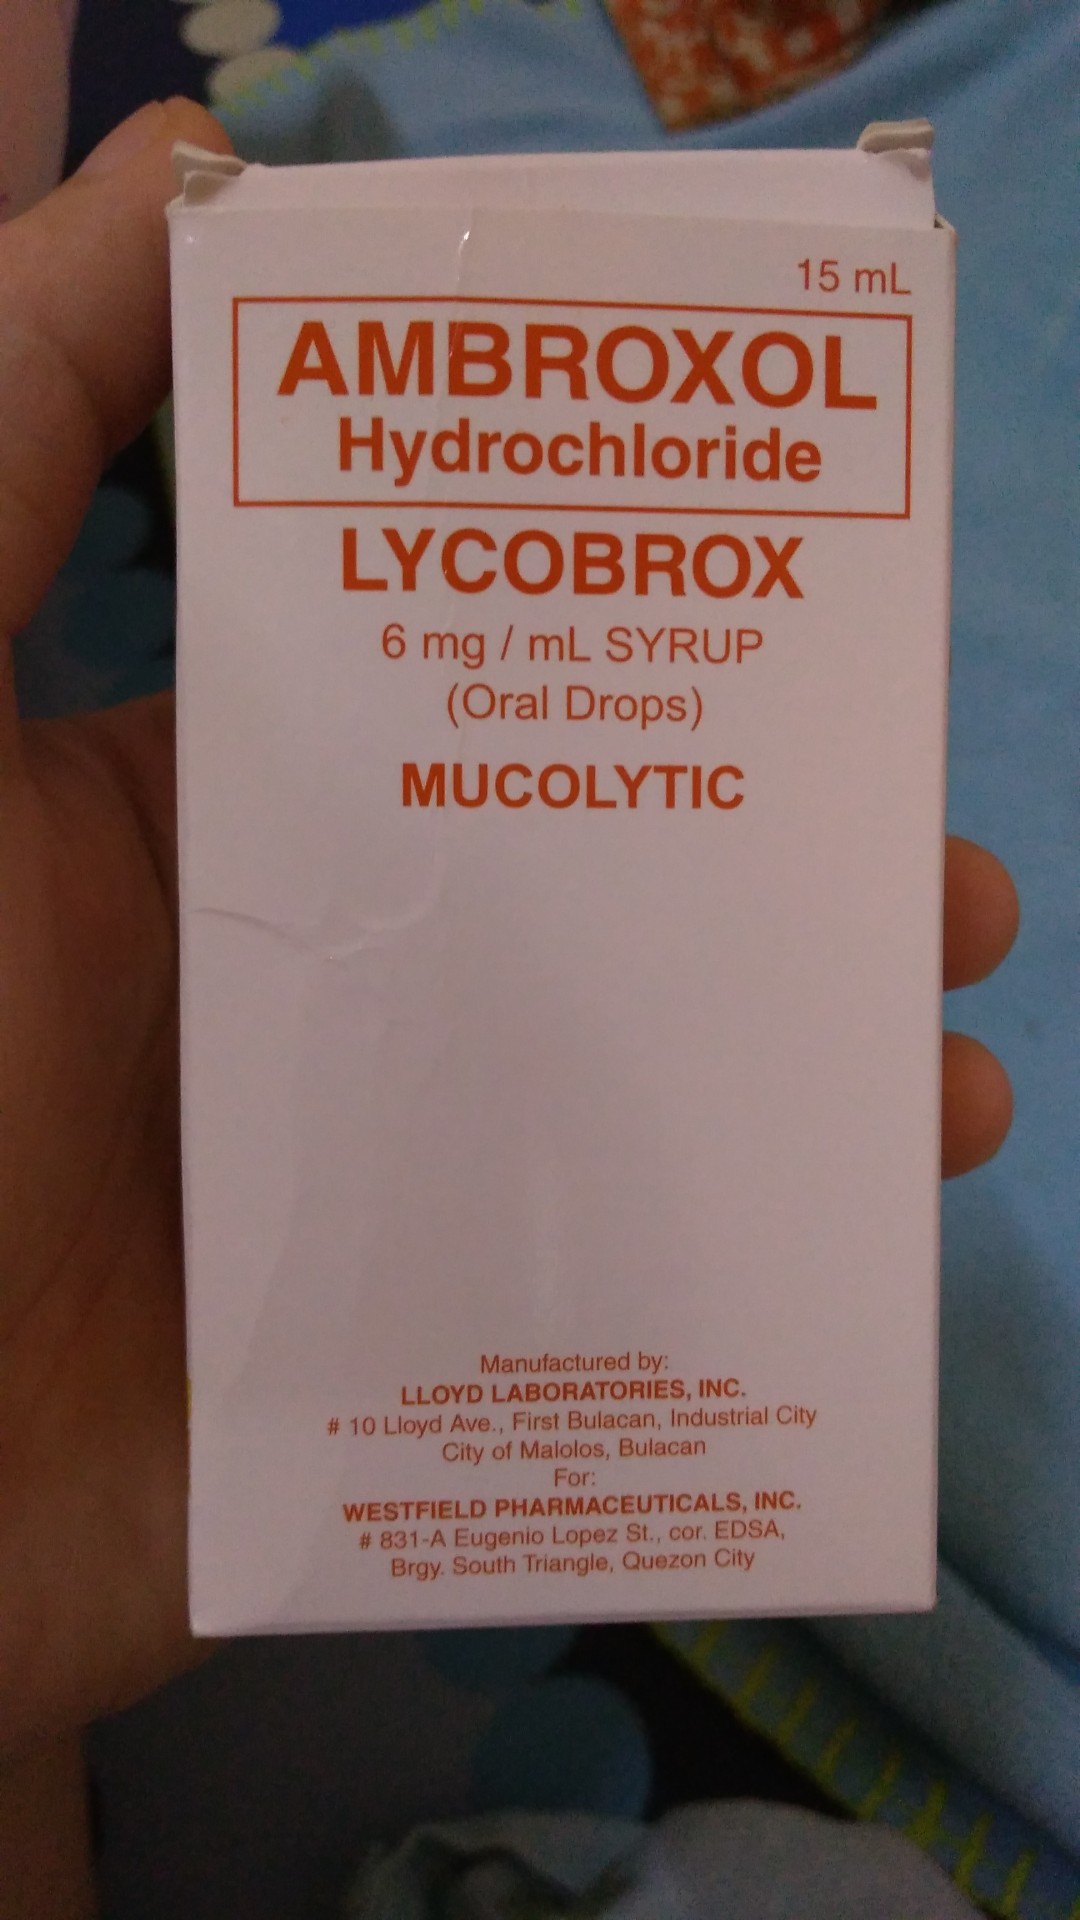 15 mL
AMBROXOL
Hydrochloride
LYCOBROX
6 mg / mL SYRUP
(Oral Drops)
MUCOLYTIC
Manufactured by:
LLOYD LABORATORIES, INC.
# 10 Lloyd Ave., First Bulacan, Industrial City
City of Malolos, Bulacan
For:
WESTFIELD PHARMACEUTICALS, INC.
# 831-A Eugenio Lopez St., cor. EDSA,
Brgy. South Triangle, Quezon City